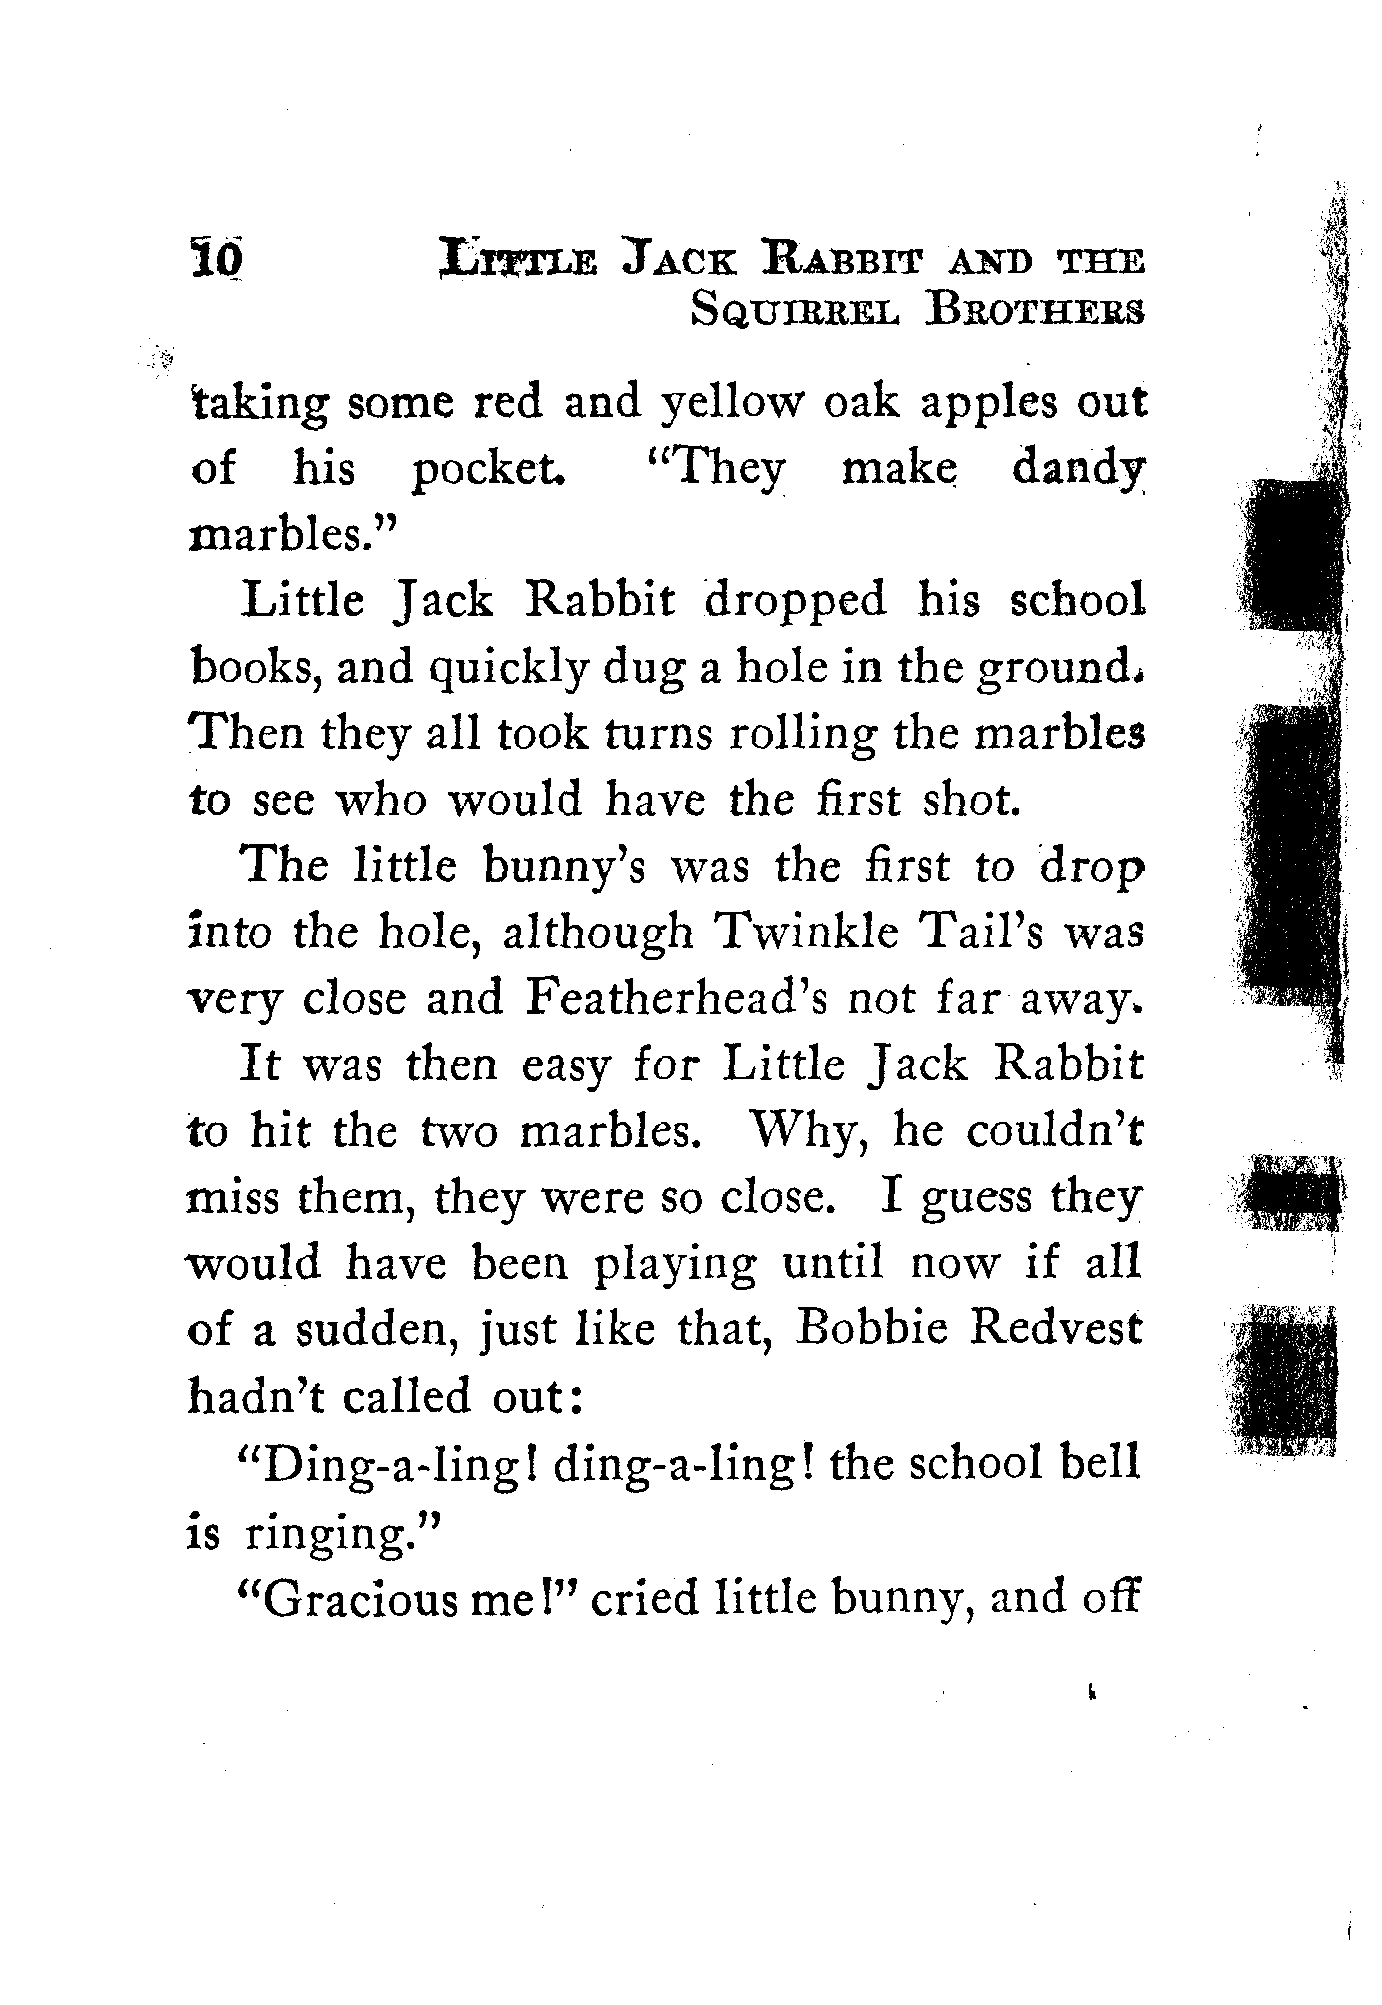 10 LITTLE JACK RABBIT AND THE
SQUIRREL BROTHERS
taking some red and yellow oak apples out
of his pocket. “They make dandy
marbles.”
Little Jack Rabbit dropped his school
books, and quickly dug a hole in the ground.
Then they all took turns rolling the marbles
to see who would have the first shot.
The little bunny’s was the first to drop
into the hole, although Twinkle Tail’s was
very close and Featherhead’s not far away.
It was then easy for Little Jack Rabbit
to hit the two marbles. Why, he couldn’t
miss them, they were so close. I guess they
would have been playing until now if all
of a sudden, just like that, Bobbie Redvest
hadn’t called out:
“Ding-a-ling! ding-a-ling! the school bell
is ringing.”
“Gracious me!” cried little bunny, and off